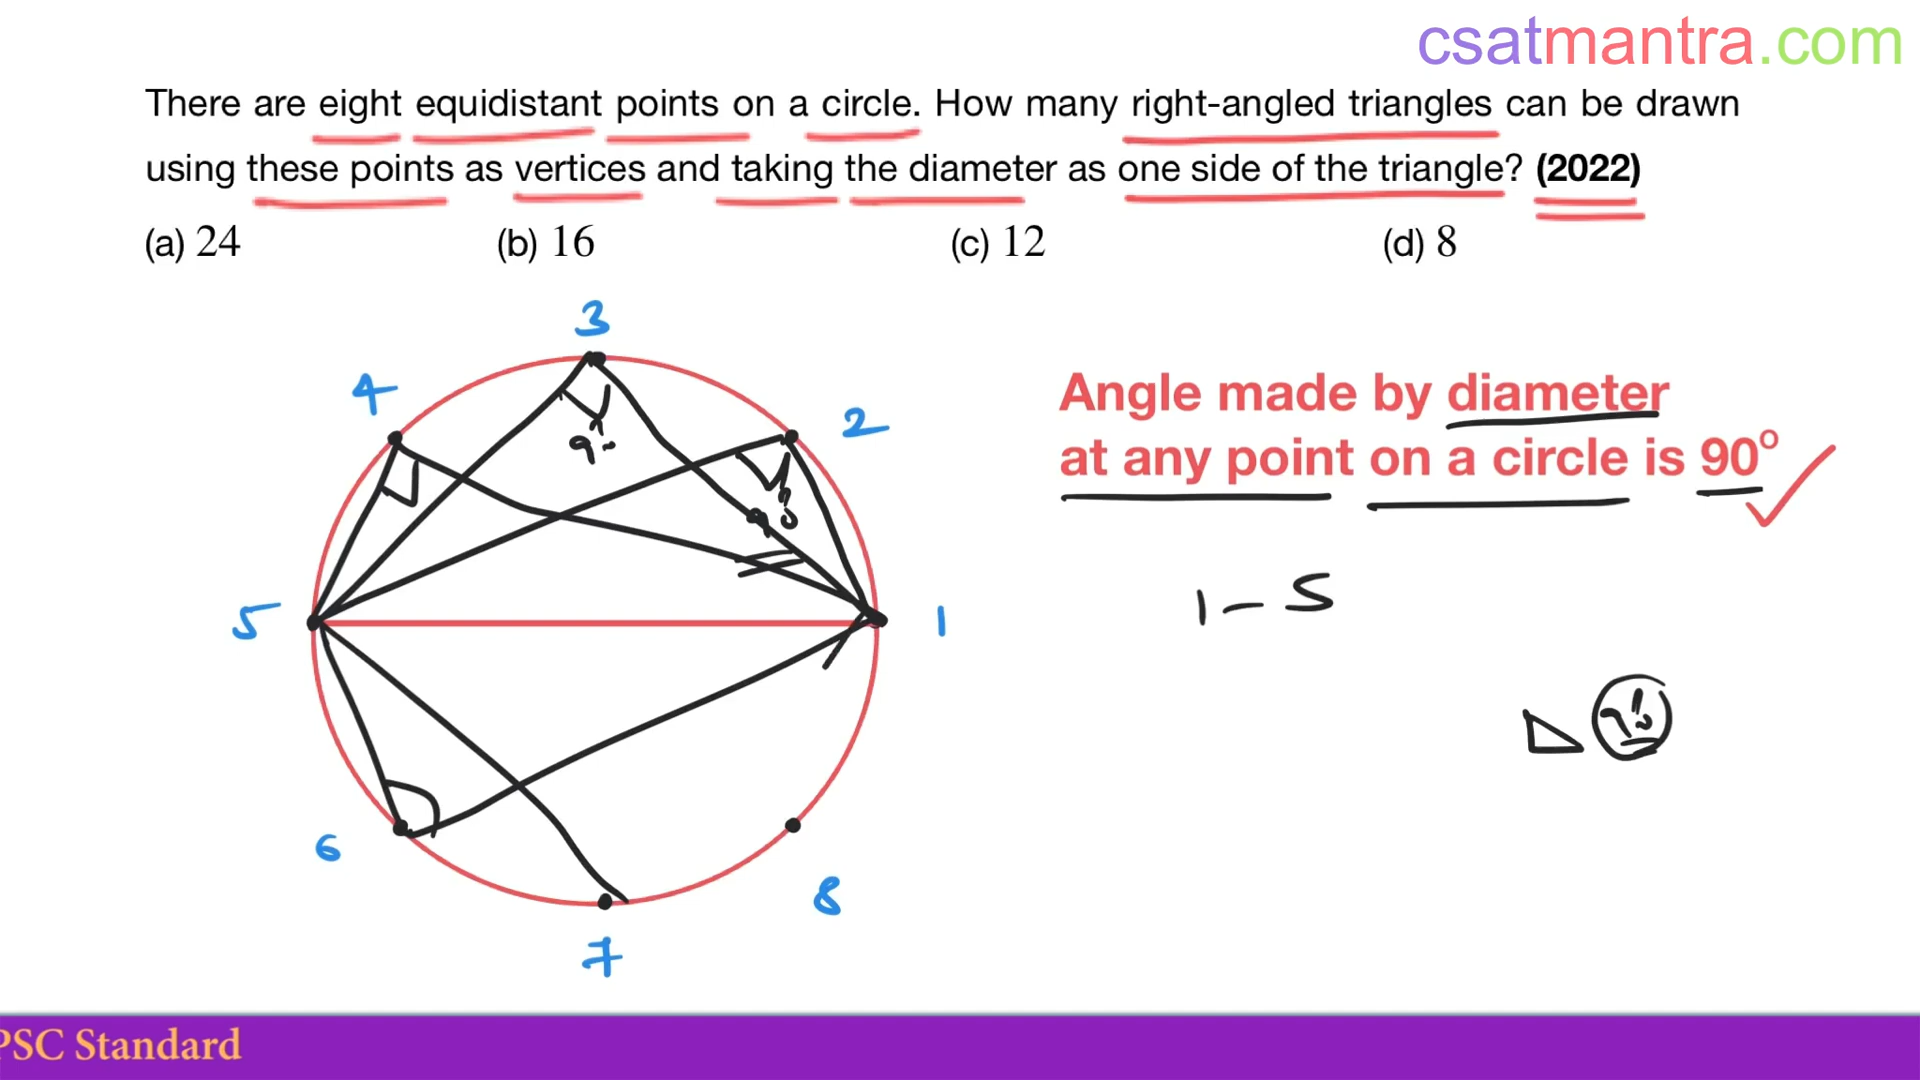 csatmantra.com
There are eight equidistant points on a circle. How many right-angled triangles can be drawn
using these points as vertices and taking the diameter as one side of the triangle? (2022)
(a) 24 (b) 16 (c) 12 (d) 8
3
4
2
5
1
6
8
7
Angle made by diameter
at any point on a circle is 90°
1 - 5
PSC Standard